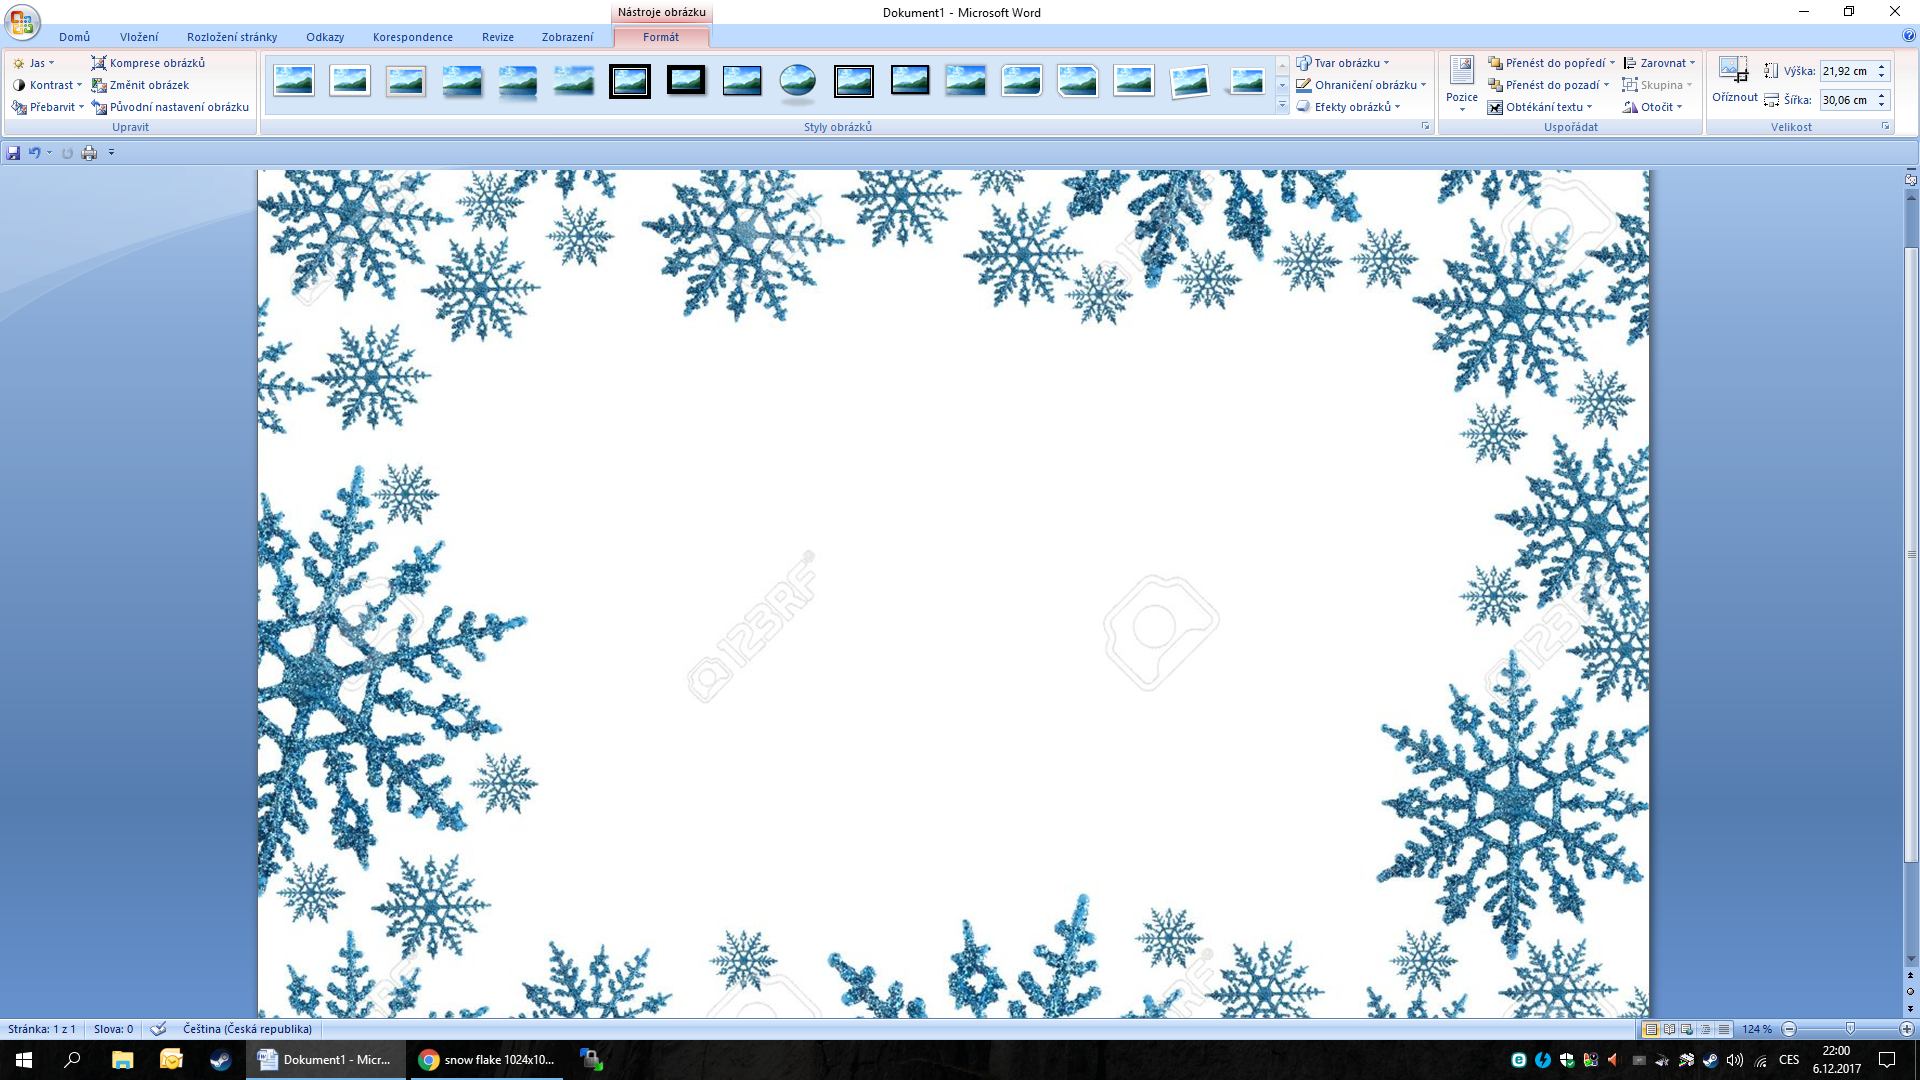 Nástroje obrázku
Dokument1 - Microsoft Word
Domů Vložení Rozložení stránky Odkazy Korespondence Revize Zobrazení Formát
Jas Komprese obrázků Tvar obrázku Přenést do popředí Zarovnat Výška: 21,92 cm
Kontrast Změnit obrázek Ohraničení obrázku Přenést do pozadí Skupina
Pozice Oříznout
Přebarvit Původní nastavení obrázku Efekty obrázků Obtékání textu Otočit Šířka: 30,06 cm
Upravit Styly obrázků Uspořádat Velikost
123RF
123RF
Stránka: 1 z 1 Slova: 0 Čeština (Česká republika) 124 %
Dokument1 - Micr... snow flake 1024x10... CES 22:00
6.12.2017